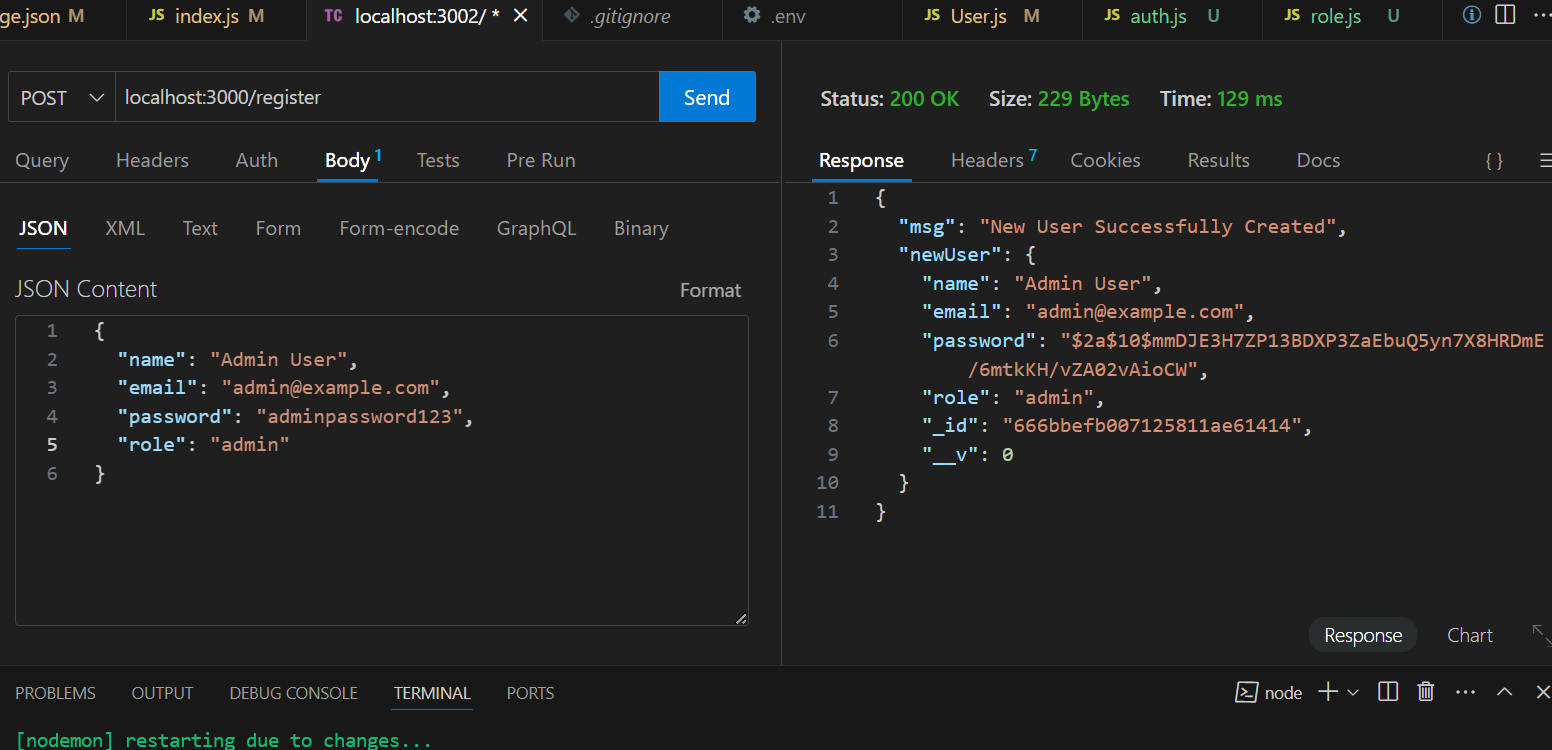 ge.json M JS index.js M TC localhost:3002/ * .gitignore .env JS User.js M JS auth.js U JS role.js U
POST localhost:3000/register Send
Query Headers Auth Body 1 Tests Pre Run
JSON XML Text Form Form-encode GraphQL Binary
JSON Content Format
1 {
2 "name": "Admin User",
3 "email": "admin@example.com",
4 "password": "adminpassword123",
5 "role": "admin"
6 }
Status: 200 OK Size: 229 Bytes Time: 129 ms
Response Headers 7 Cookies Results Docs { }
1 {
2 "msg": "New User Successfully Created",
3 "newUser": {
4 "name": "Admin User",
5 "email": "admin@example.com",
6 "password": "$2a$10$mmDJE3H7ZP13BDXP3ZaEbuQ5yn7X8HRDmE
/6mtkKH/vZA02vAioCW",
7 "role": "admin",
8 "_id": "666bbefb007125811ae61414",
9 "__v": 0
10 }
11 }
Response Chart
PROBLEMS OUTPUT DEBUG CONSOLE TERMINAL PORTS node
[nodemon] restarting due to changes...